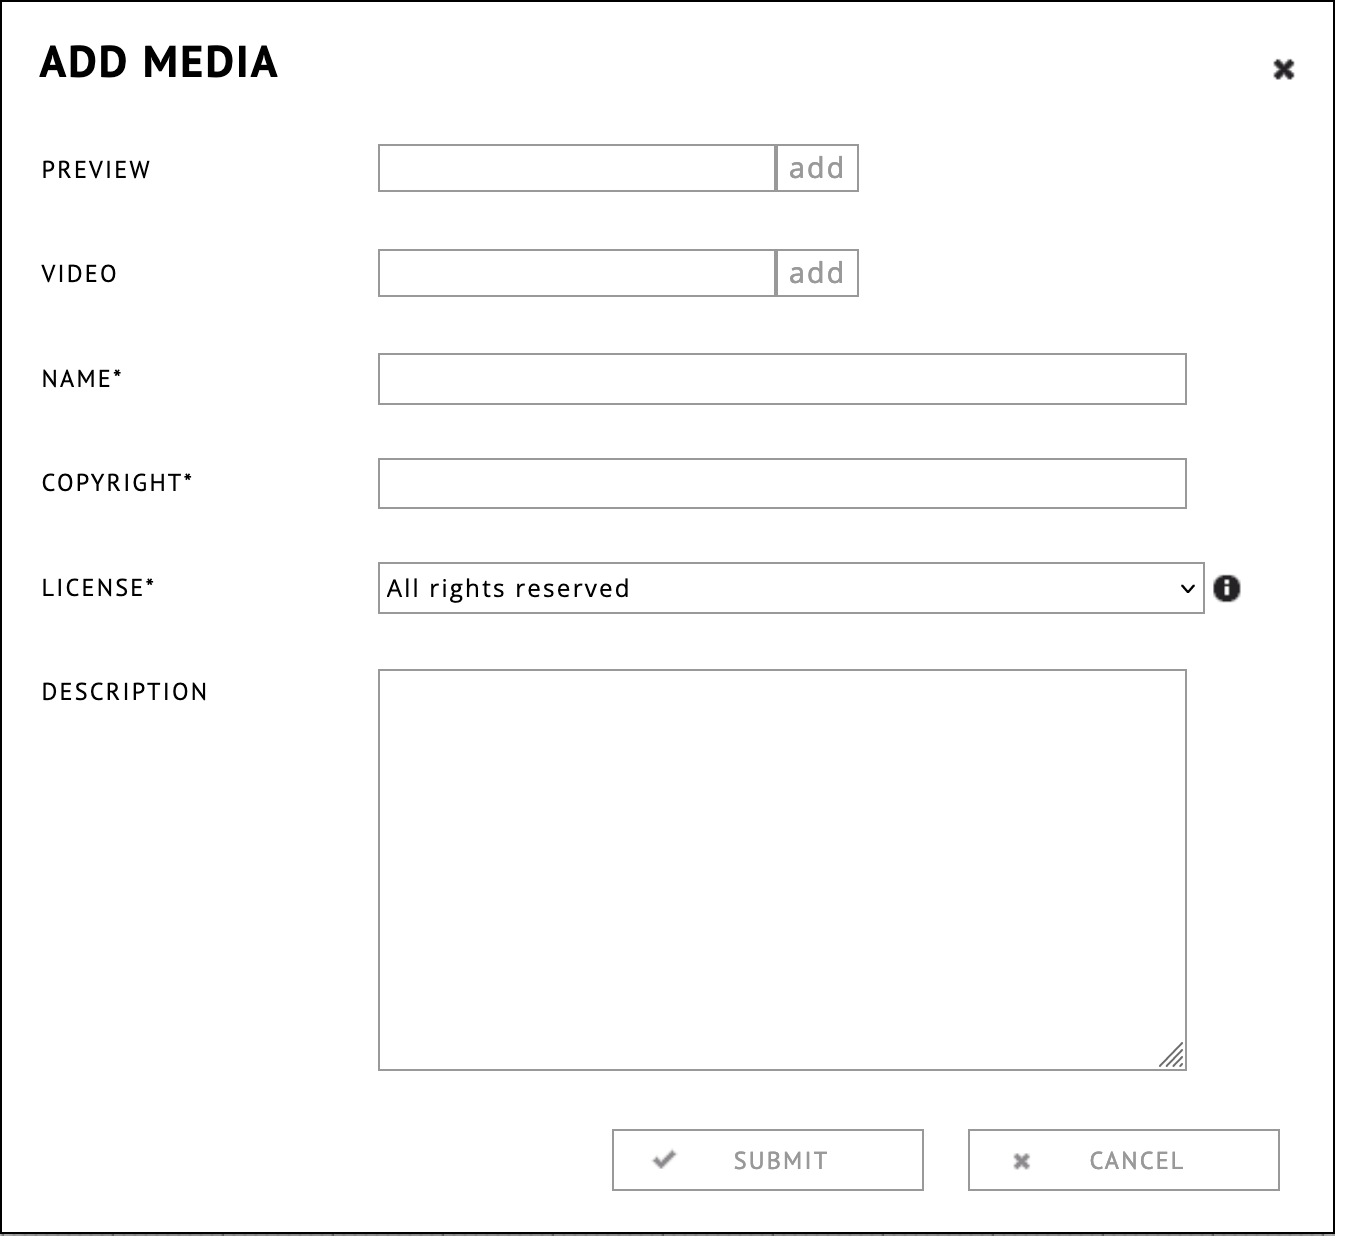 ADD MEDIA
PREVIEW
add
VIDEO
add
NAME*
COPYRIGHT*
LICENSE*
All rights reserved
DESCRIPTION
SUBMIT
CANCEL